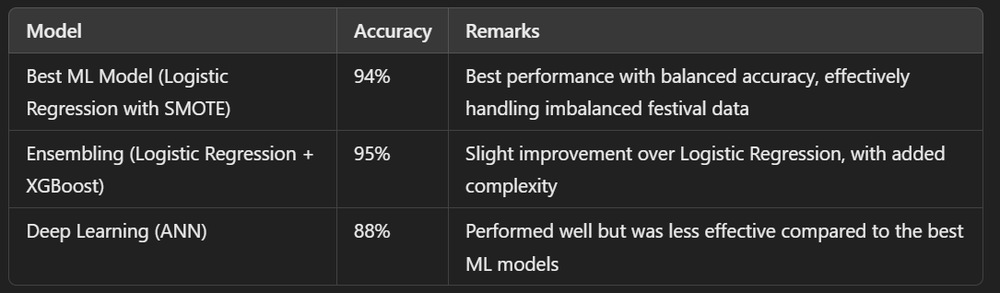 Model Accuracy Remarks
Best ML Model (Logistic 94% Best performance with balanced accuracy, effectively
Regression with SMOTE) handling imbalanced festival data
Ensembling (Logistic Regression + 95% Slight improvement over Logistic Regression, with added
XGBoost) complexity
Deep Learning (ANN) 88% Performed well but was less effective compared to the best
ML models